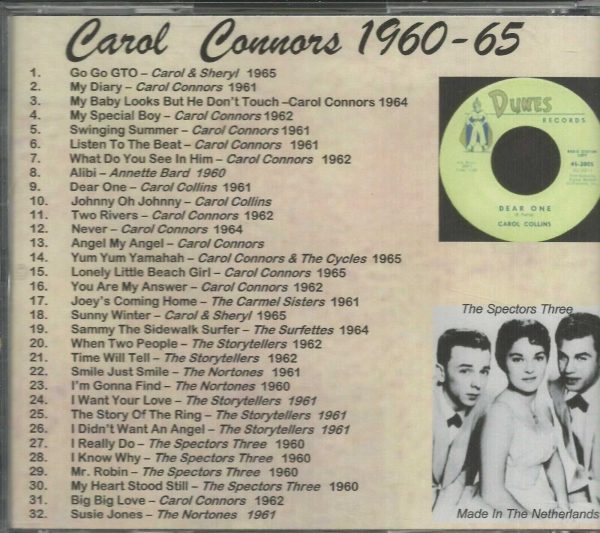 Carol Connors 1960-65
1. Go Go GTO – Carol & Sheryl 1965
2. My Diary – Carol Connors 1961
3. My Baby Looks But He Don't Touch –Carol Connors 1964
4. My Special Boy – Carol Connors 1962
5. Swinging Summer – Carol Connors 1961
6. Listen To The Beat – Carol Connors 1961
7. What Do You See In Him – Carol Connors 1962
8. Alibi – Annette Bard 1960
9. Dear One – Carol Collins 1961
10. Johnny Oh Johnny – Carol Collins
11. Two Rivers – Carol Connors 1962
12. Never – Carol Connors 1964
13. Angel My Angel – Carol Connors
14. Yum Yum Yamahah – Carol Connors & The Cycles 1965
15. Lonely Little Beach Girl – Carol Connors 1965
16. You Are My Answer – Carol Connors 1962
17. Joey's Coming Home – The Carmel Sisters 1961
18. Sunny Winter – Carol & Sheryl 1965
19. Sammy The Sidewalk Surfer – The Surfettes 1964
20. When Two People – The Storytellers 1962
21. Time Will Tell – The Storytellers 1962
22. Smile Just Smile – The Nortones 1961
23. I'm Gonna Find – The Nortones 1960
24. I Want Your Love – The Storytellers 1961
25. The Story Of The Ring – The Storytellers 1961
26. I Didn't Want An Angel – The Storytellers 1961
27. I Really Do – The Spectors Three 1960
28. I Know Why – The Spectors Three 1960
29. Mr. Robin – The Spectors Three 1960
30. My Heart Stood Still – The Spectors Three 1960
31. Big Big Love – Carol Connors 1962
32. Susie Jones – The Nortones 1961
DUNES
RECORDS
45-2005
DEAR ONE
CAROL COLLINS
The Spectors Three
Made In The Netherlands